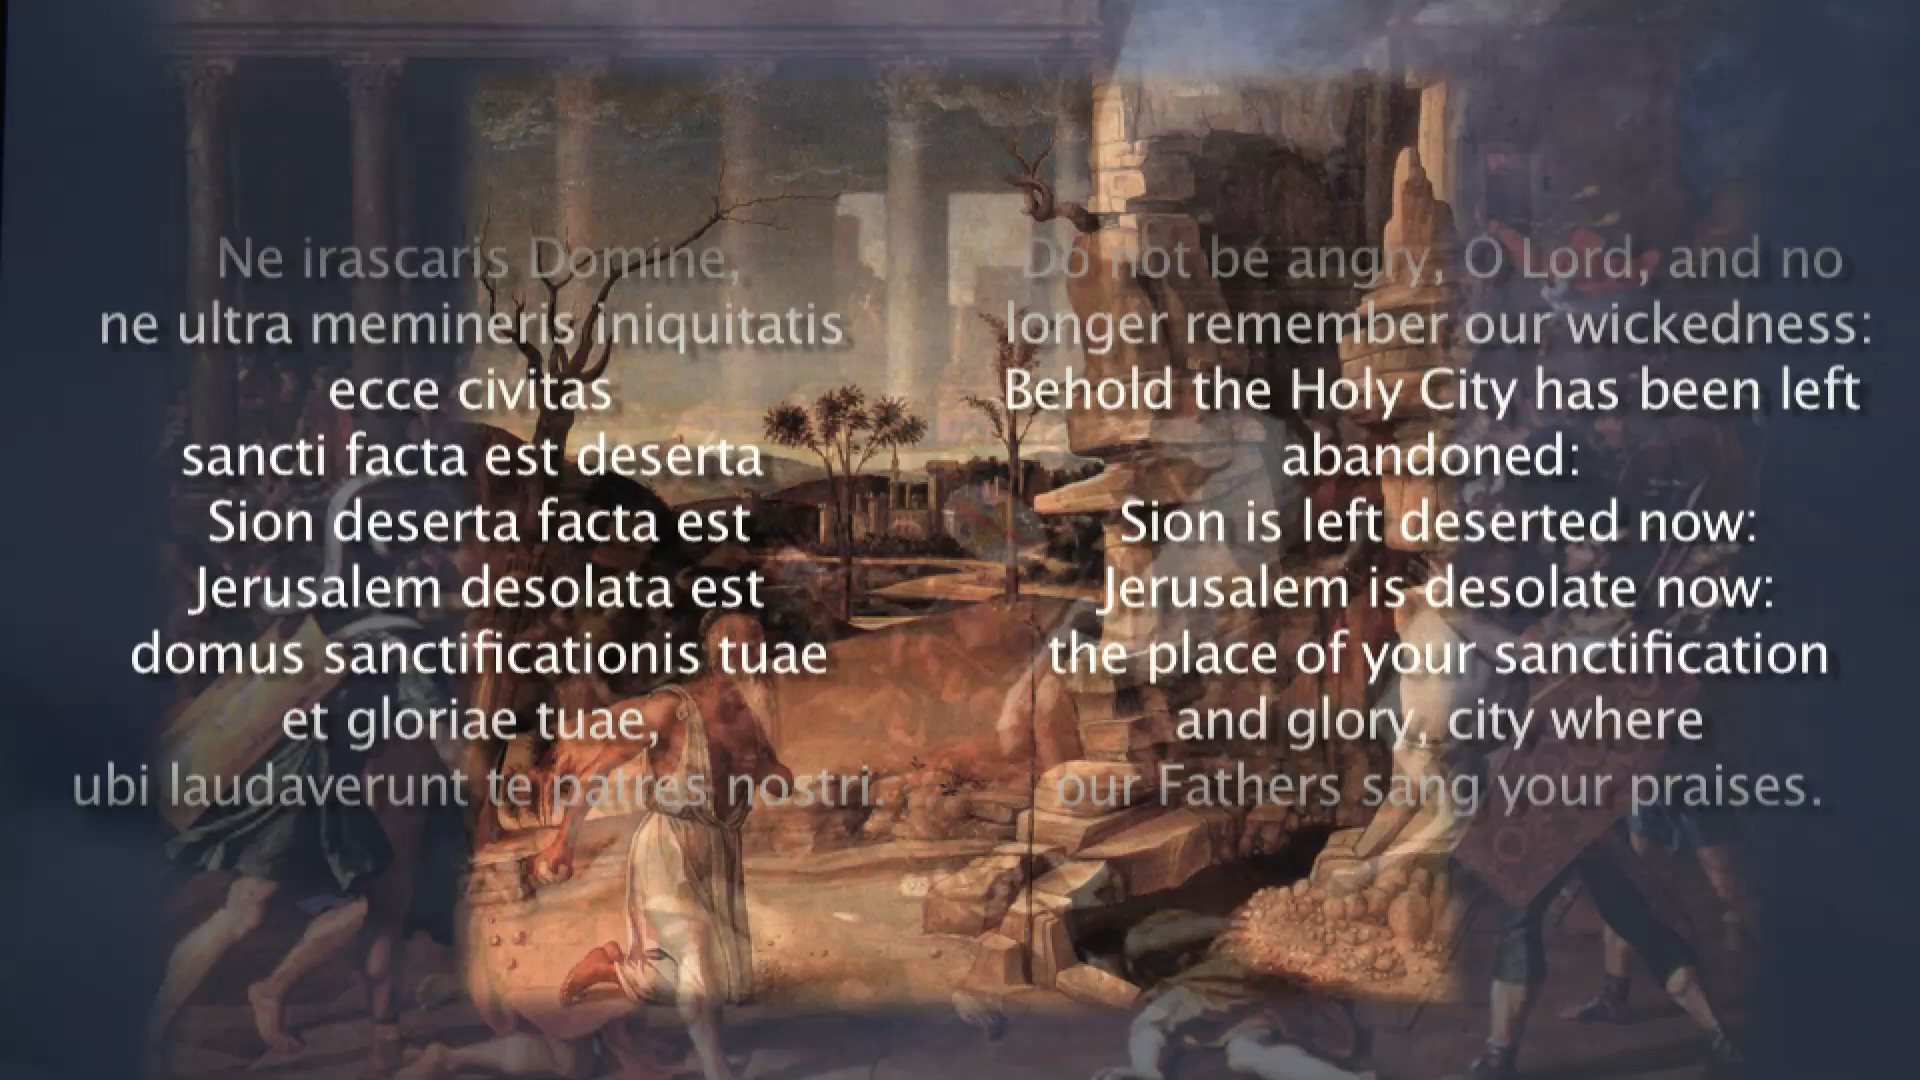 Ne irascaris Domine,
ne ultra memineris iniquitatis
ecce civitas
sancti facta est deserta
Sion deserta facta est
Jerusalem desolata est
domus sanctificationis tuae
et gloriae tuae,
ubi laudaverunt te patres nostri.
Do not be angry, O Lord, and no
longer remember our wickedness:
Behold the Holy City has been left
abandoned:
Sion is left deserted now:
Jerusalem is desolate now:
the place of your sanctification
and glory, city where
our Fathers sang your praises.